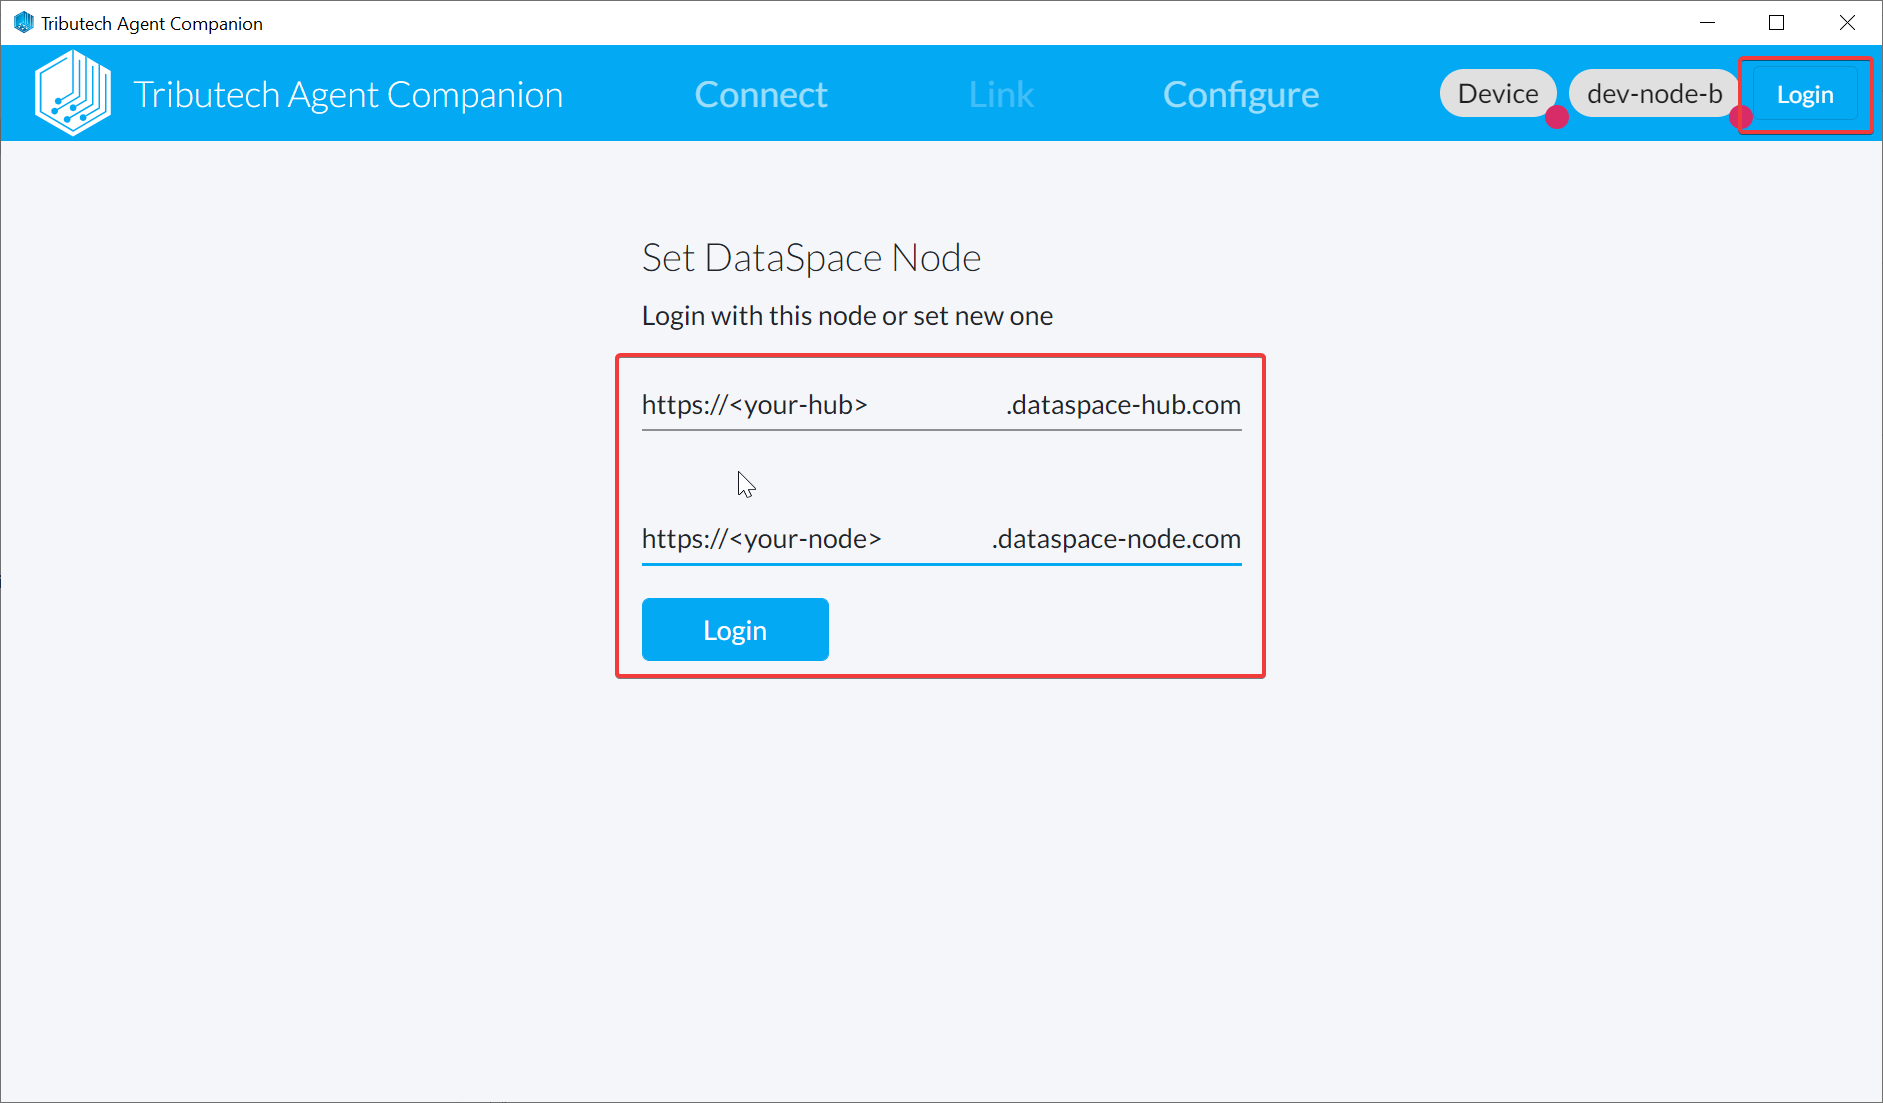 Tributech Agent Companion
Tributech Agent Companion Connect Link Configure Device dev-node-b Login
Set DataSpace Node
Login with this node or set new one
https://<your-hub> .dataspace-hub.com
https://<your-node> .dataspace-node.com
Login